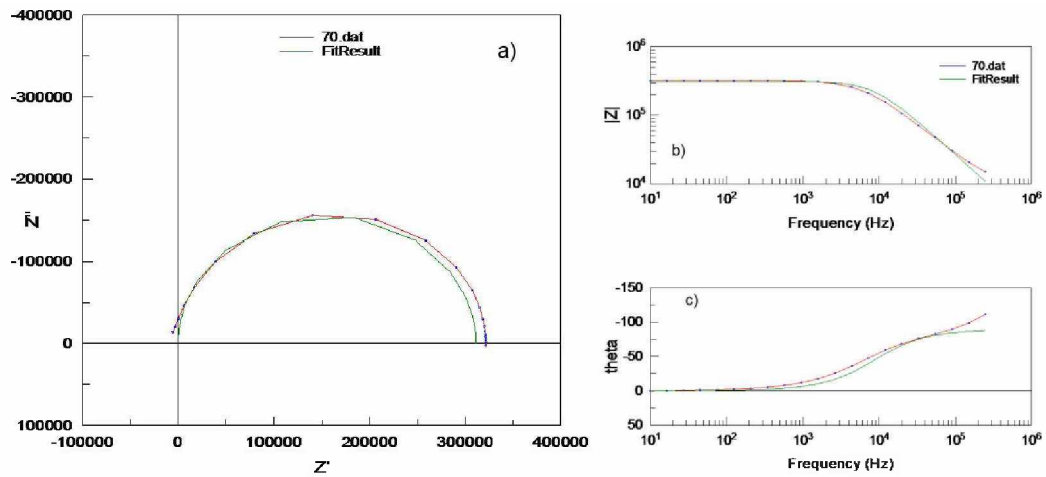 -400000
-300000
-200000
-100000
0
100000
Z''
70.dat
FitResult
a)
-100000 0 100000 200000 300000 400000
Z'
10⁶
10⁵
10⁴
|Z|
70.dat
FitResult
b)
10¹ 10² 10³ 10⁴ 10⁵ 10⁶
Frequency (Hz)
-150
-100
-50
0
50
theta
c)
10¹ 10² 10³ 10⁴ 10⁵ 10⁶
Frequency (Hz)